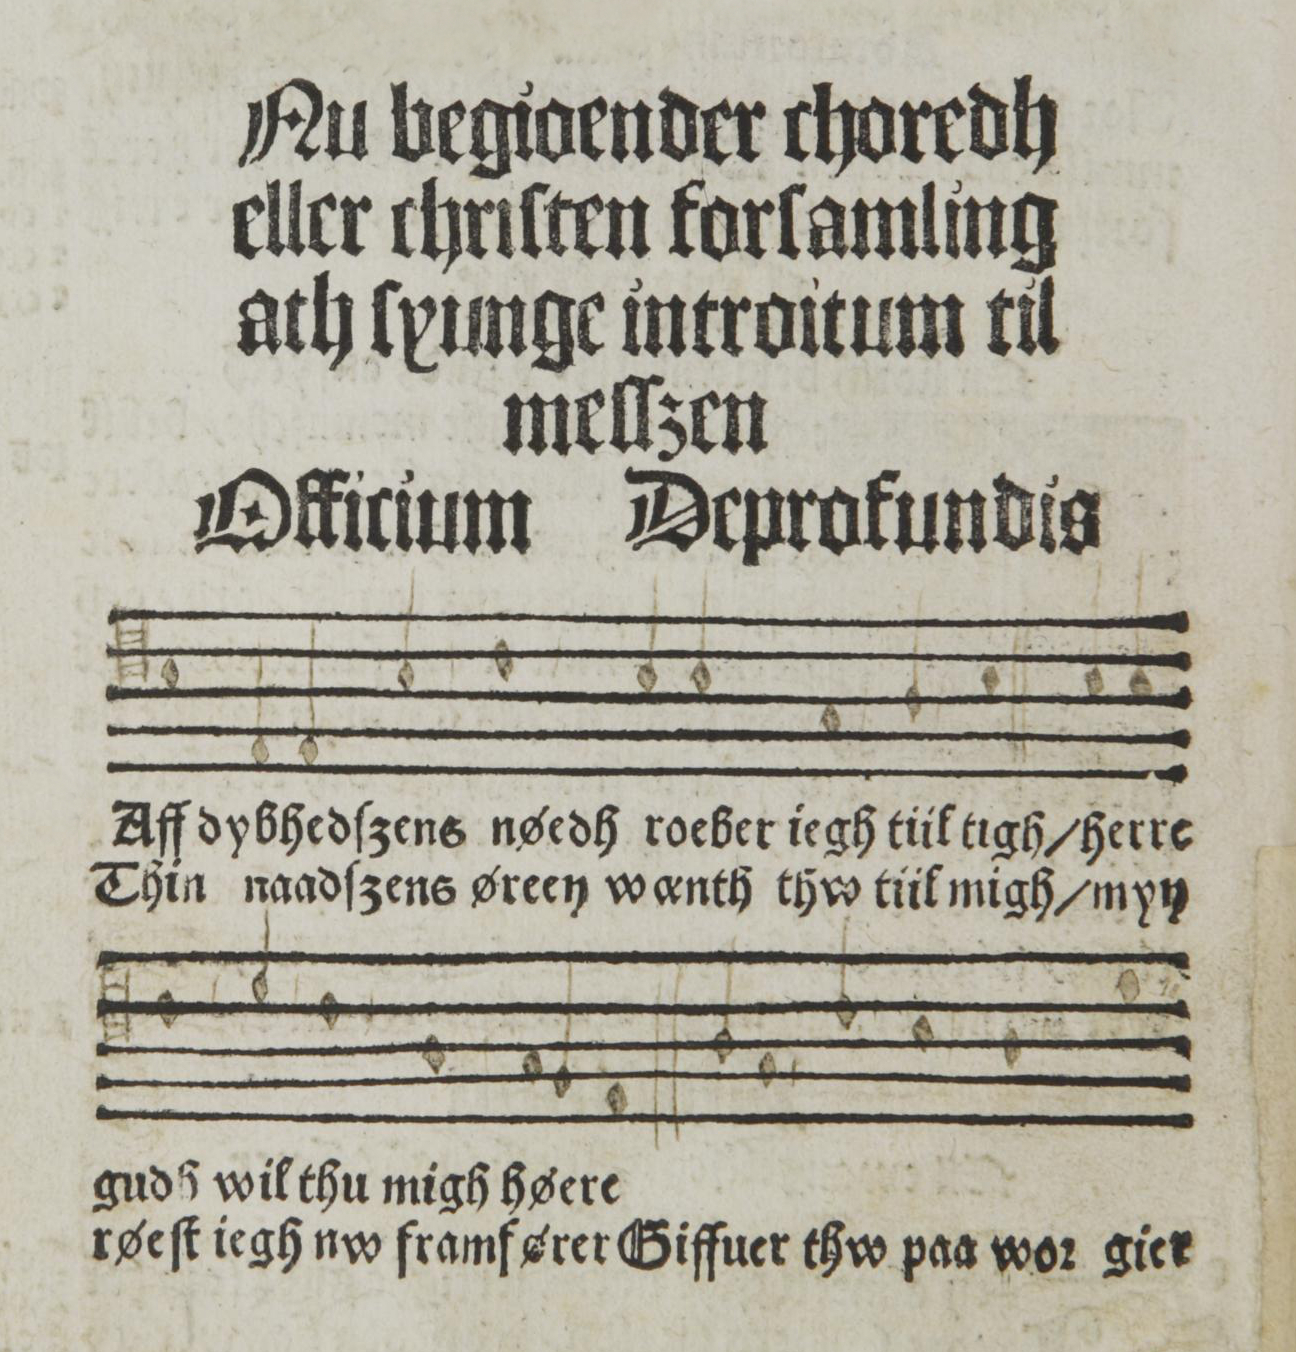 Nu begiøender choredh
eller christen forsamling
ath syunge introitum til
messzen
Officium Deprofundis
Aff dybhedszens nøedh roeber iegh tiil tigh/herre
Thin naadszens øreen wænth thw tiil migh/myn
gudh wil thu migh høere
røest iegh nw framfører Giffuer thw paa wor gier